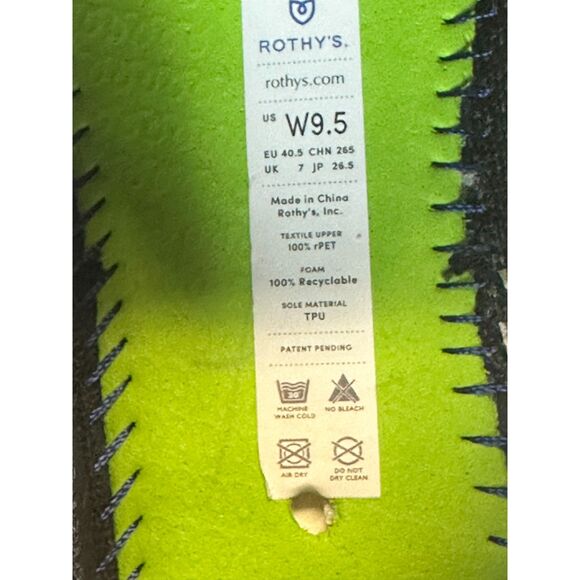 ROTHY'S.
rothys.com
US W9.5
EU 40.5 CHN 265
UK 7 JP 26.5
Made in China
Rothy's, Inc.
TEXTILE UPPER
100% rPET
FOAM
100% Recyclable
SOLE MATERIAL
TPU
PATENT PENDING
30
MACHINE WASH COLD
NO BLEACH
AIR DRY
DO NOT DRY CLEAN